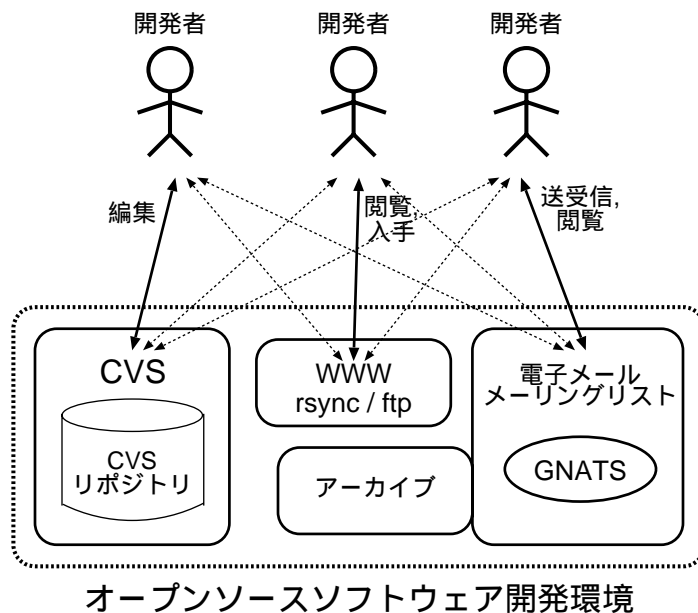 開発者
開発者
開発者
編集
閲覧,
入手
送受信,
閲覧
CVS
CVS
リポジトリ
WWW
rsync / ftp
アーカイブ
電子メール
メーリングリスト
GNATS
オープンソースソフトウェア開発環境